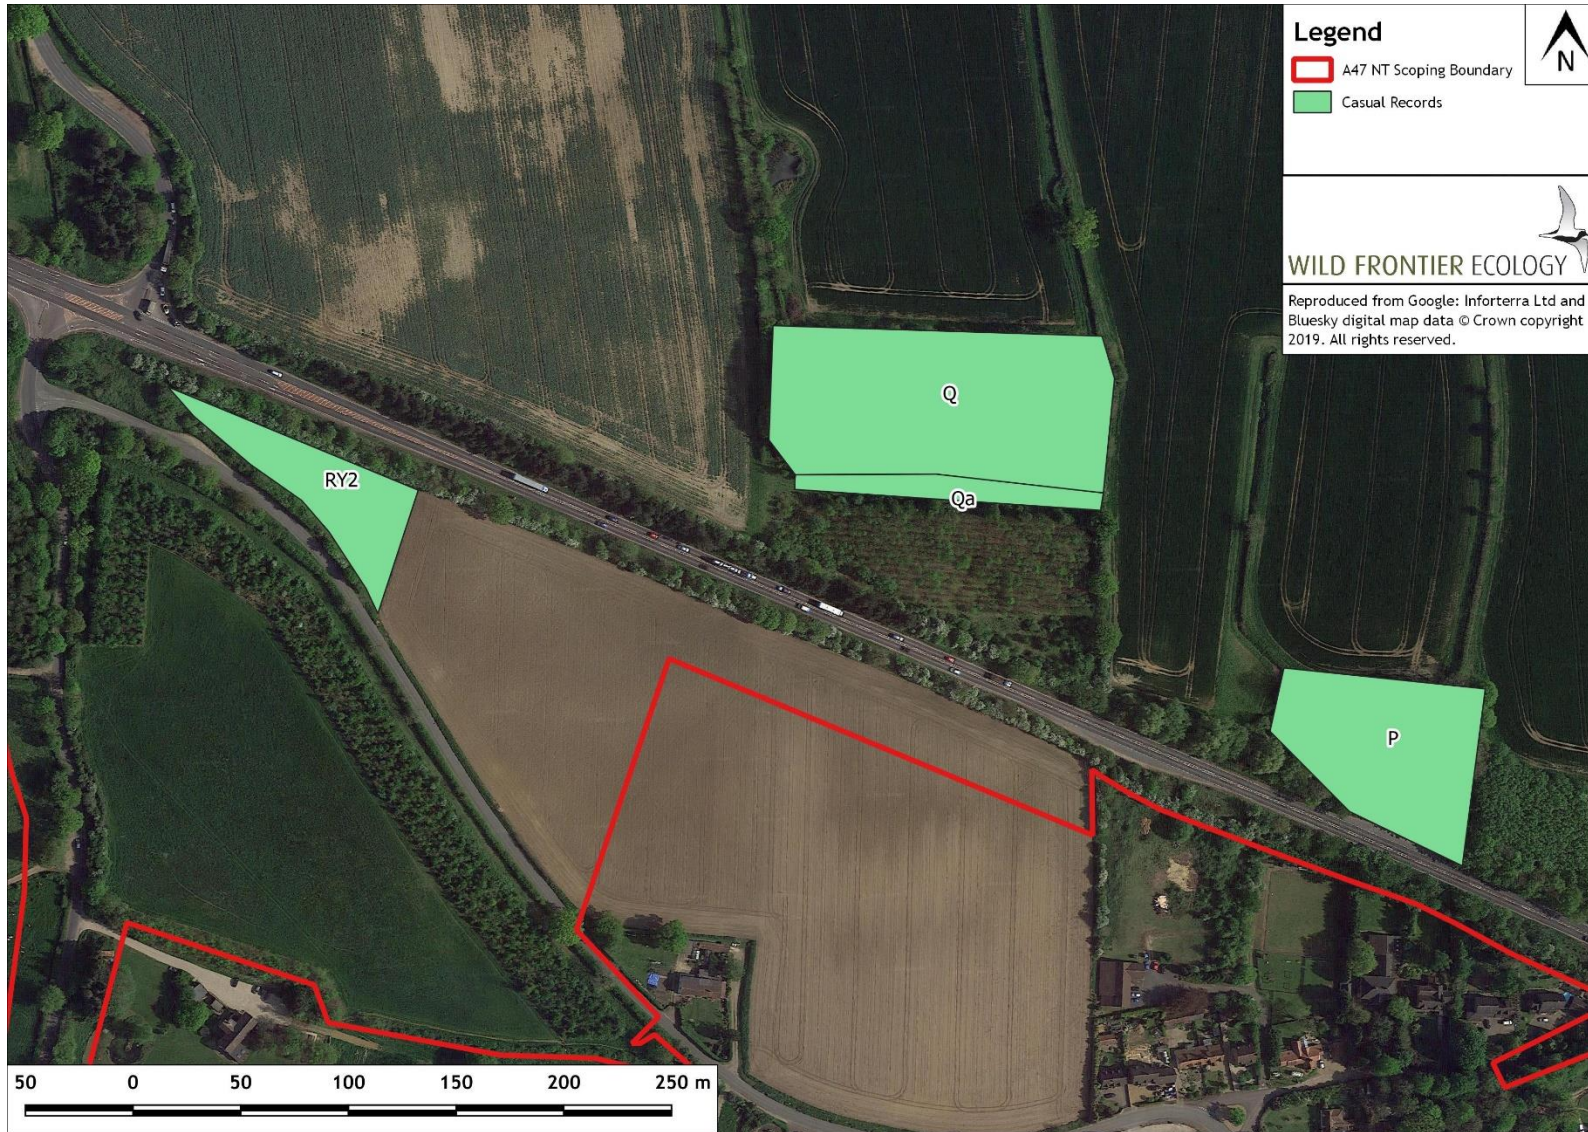 Legend
A47 NT Scoping Boundary
Casual Records
N
WILD FRONTIER ECOLOGY
Reproduced from Google: Inforterra Ltd and
Bluesky digital map data © Crown copyright
2019. All rights reserved.
Q
RY2
Qa
P
50 0 50 100 150 200 250 m